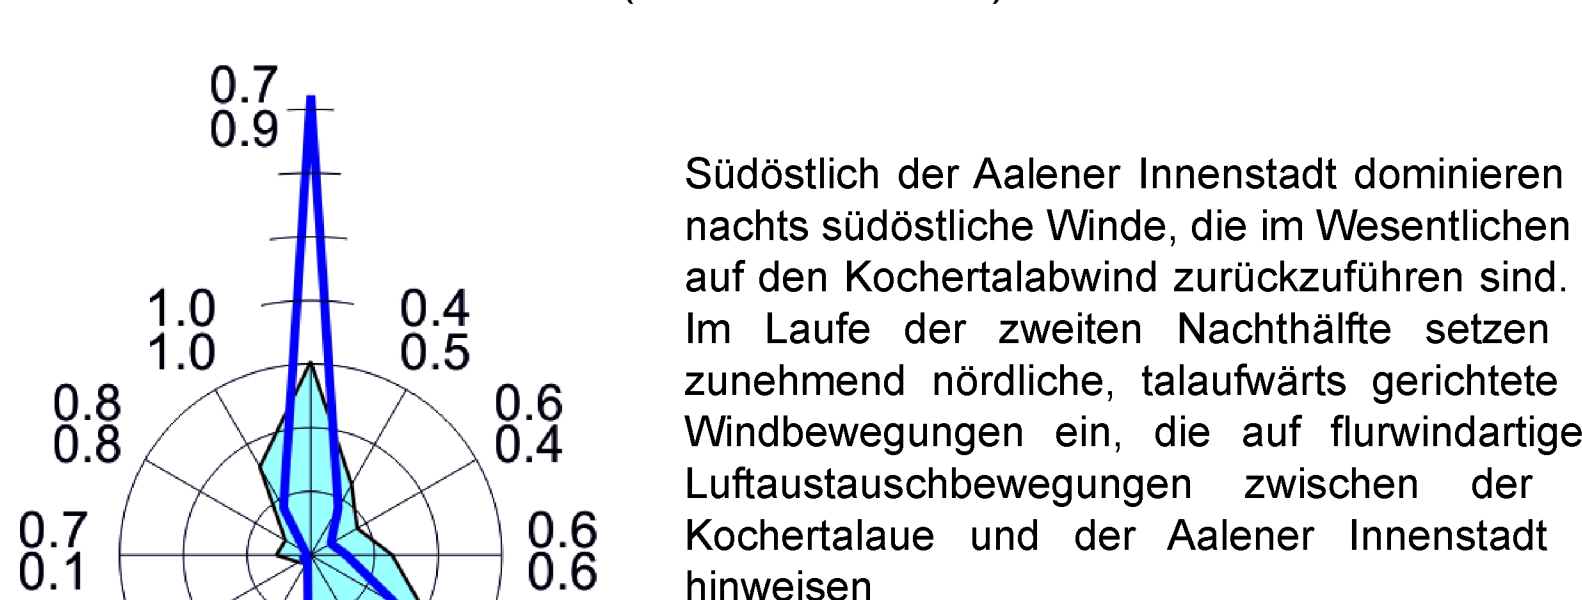 0.7
0.9
1.0
1.0
0.4
0.5
0.8
0.8
0.6
0.4
0.7
0.1
0.6
0.6
Südöstlich der Aalener Innenstadt dominieren
nachts südöstliche Winde, die im Wesentlichen
auf den Kochertalabwind zurückzuführen sind.
Im Laufe der zweiten Nachthälfte setzen
zunehmend nördliche, talaufwärts gerichtete
Windbewegungen ein, die auf flurwindartige
Luftaustauschbewegungen zwischen der
Kochertalaue und der Aalener Innenstadt
hinweisen